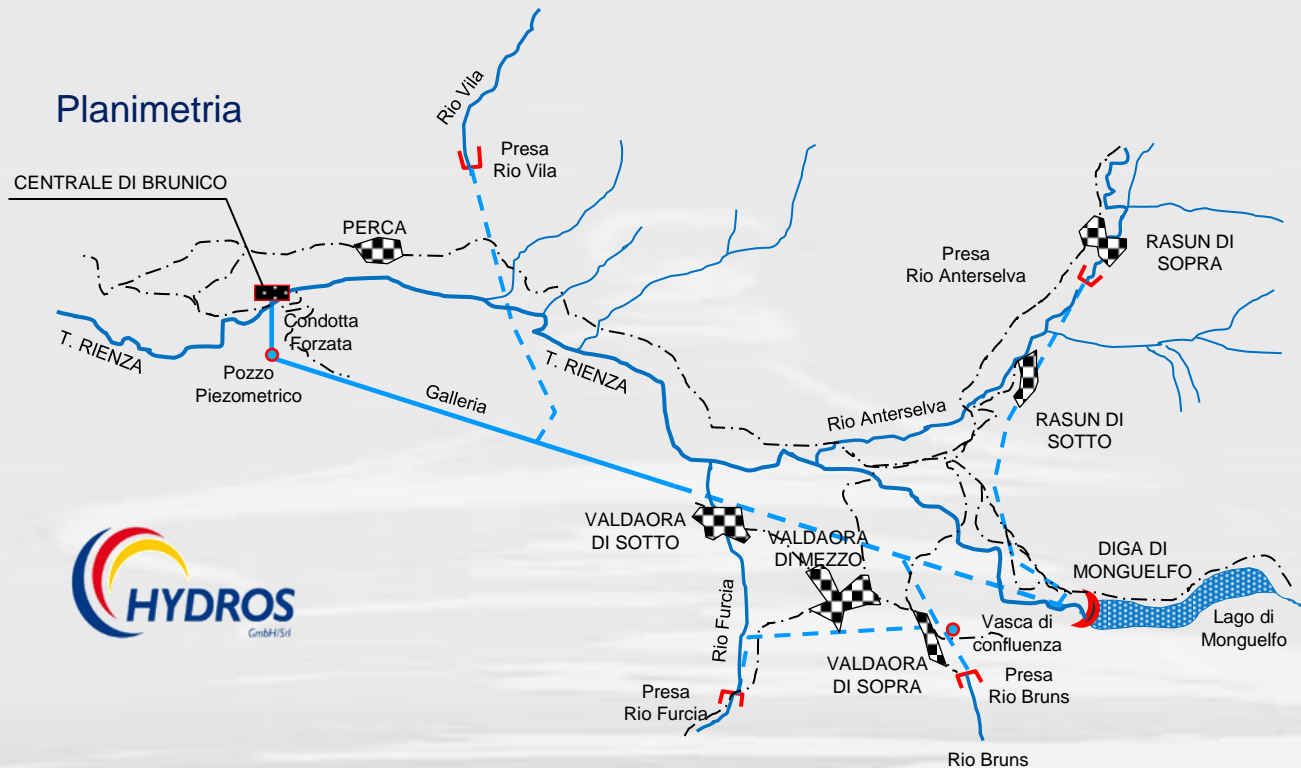 Planimetria
Rio Vila
Presa
Rio Vila
CENTRALE DI BRUNICO
PERCA
Presa
Rio Anterselva
RASUN DI
SOPRA
Condotta
Forzata
T. RIENZA
T. RIENZA
Pozzo
Piezometrico
Galleria
Rio Anterselva
RASUN DI
SOTTO
VALDAORA
DI SOTTO
VALDAORA
DI MEZZO
DIGA DI
MONGUELFO
HYDROS
GmbH/Srl
Rio Furcia
Vasca di
confluenza
Lago di
Monguelfo
VALDAORA
DI SOPRA
Presa
Rio Furcia
Presa
Rio Bruns
Rio Bruns